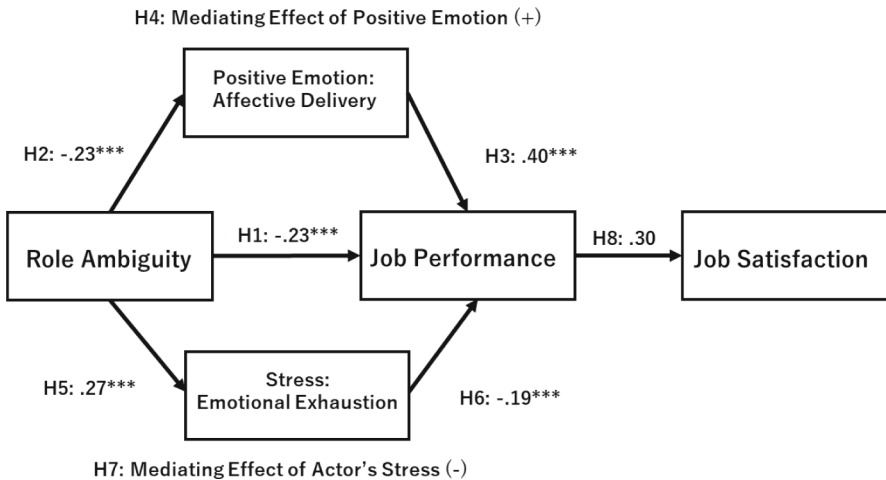 H4: Mediating Effect of Positive Emotion (+)
Positive Emotion:
Affective Delivery
H2: -.23***
H3: .40***
Role Ambiguity
H1: -.23***
Job Performance
H8: .30
Job Satisfaction
H5: .27***
Stress:
Emotional Exhaustion
H6: -.19***
H7: Mediating Effect of Actor’s Stress (-)